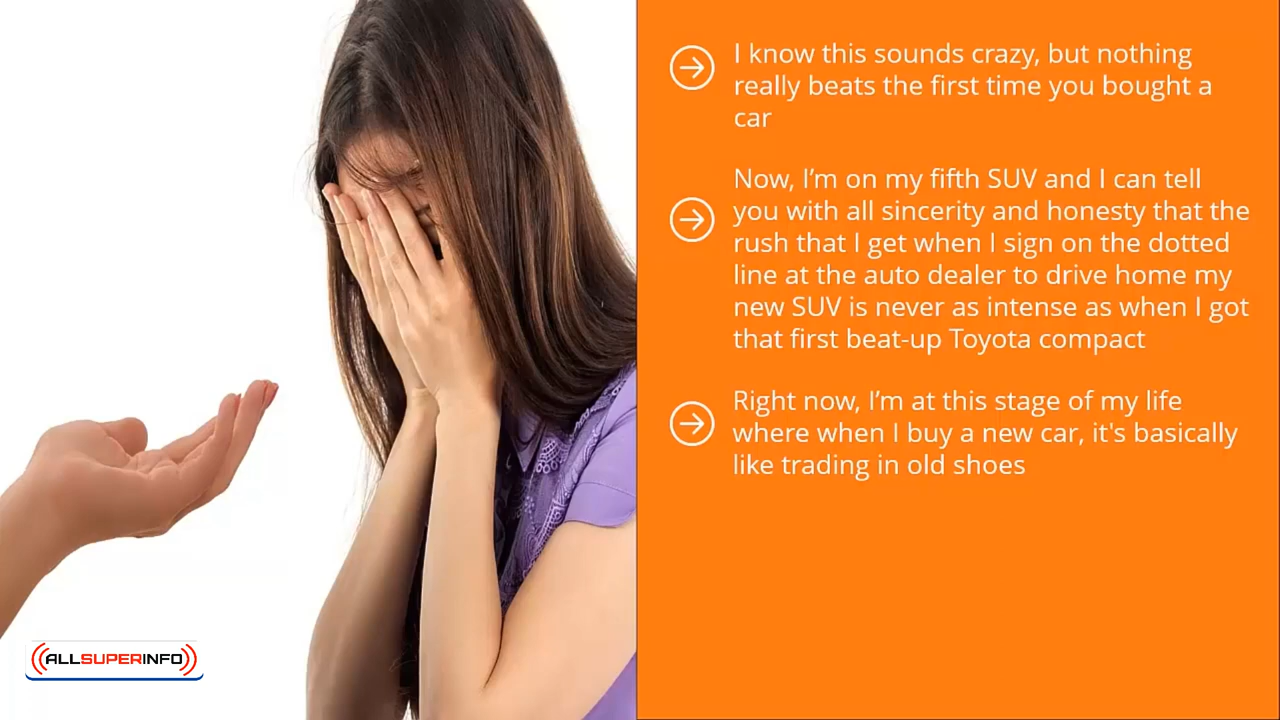 I know this sounds crazy, but nothing
really beats the first time you bought a
car
Now, I’m on my fifth SUV and I can tell
you with all sincerity and honesty that the
rush that I get when I sign on the dotted
line at the auto dealer to drive home my
new SUV is never as intense as when I got
that first beat-up Toyota compact
Right now, I’m at this stage of my life
where when I buy a new car, it's basically
like trading in old shoes
ALLSUPERINFO